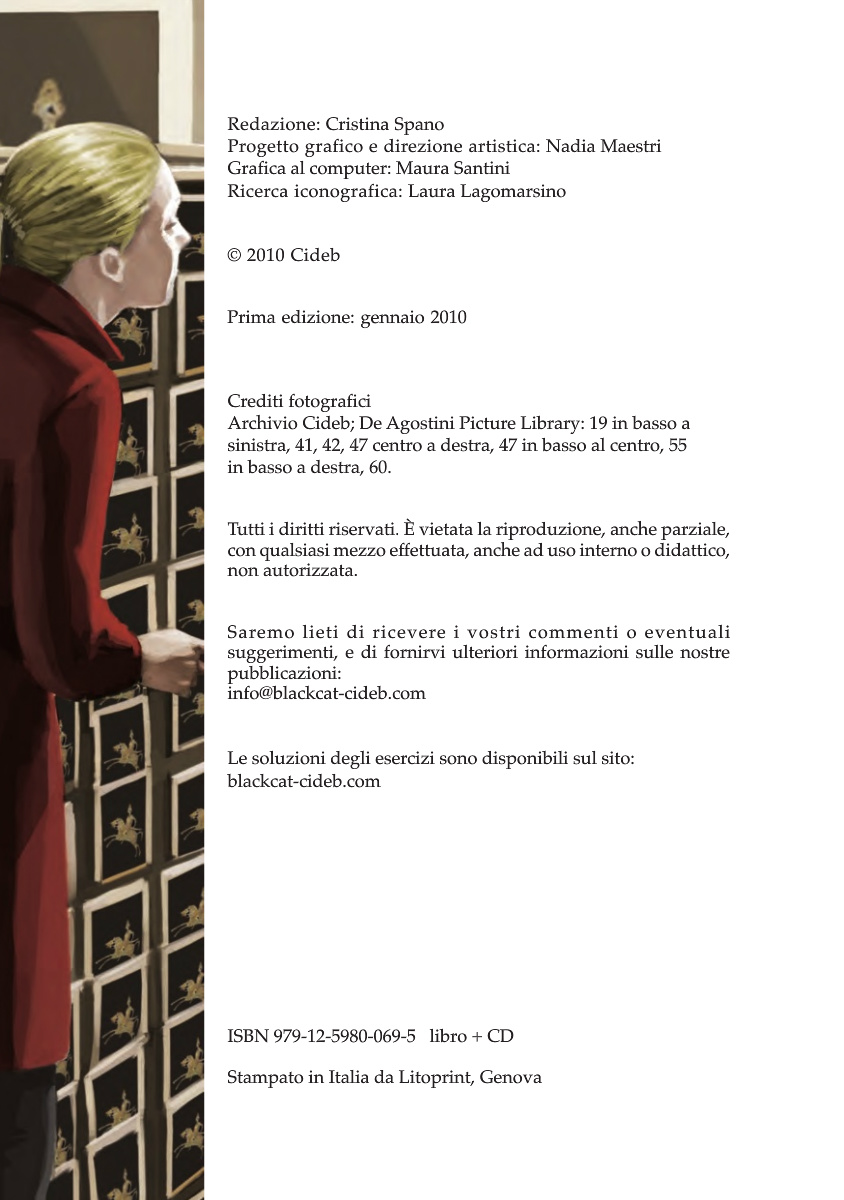 Redazione: Cristina Spano
Progetto grafico e direzione artistica: Nadia Maestri
Grafica al computer: Maura Santini
Ricerca iconografica: Laura Lagomarsino
© 2010 Cideb
Prima edizione: gennaio 2010
Crediti fotografici
Archivio Cideb; De Agostini Picture Library: 19 in basso a
sinistra, 41, 42, 47 centro a destra, 47 in basso al centro, 55
in basso a destra, 60.
Tutti i diritti riservati. È vietata la riproduzione, anche parziale,
con qualsiasi mezzo effettuata, anche ad uso interno o didattico,
non autorizzata.
Saremo lieti di ricevere i vostri commenti o eventuali
suggerimenti, e di fornirvi ulteriori informazioni sulle nostre
pubblicazioni:
info@blackcat-cideb.com
Le soluzioni degli esercizi sono disponibili sul sito:
blackcat-cideb.com
ISBN 979-12-5980-069-5 libro + CD
Stampato in Italia da Litoprint, Genova